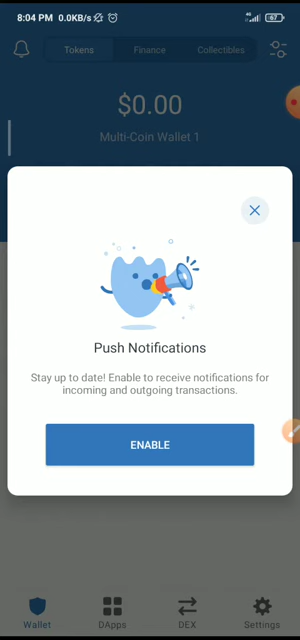 8:04 PM 0.0KB/s
4G
67
Tokens
Finance
Collectibles
$0.00
Multi-Coin Wallet 1
Push Notifications
Stay up to date! Enable to receive notifications for
incoming and outgoing transactions.
ENABLE
Wallet
DApps
DEX
Settings